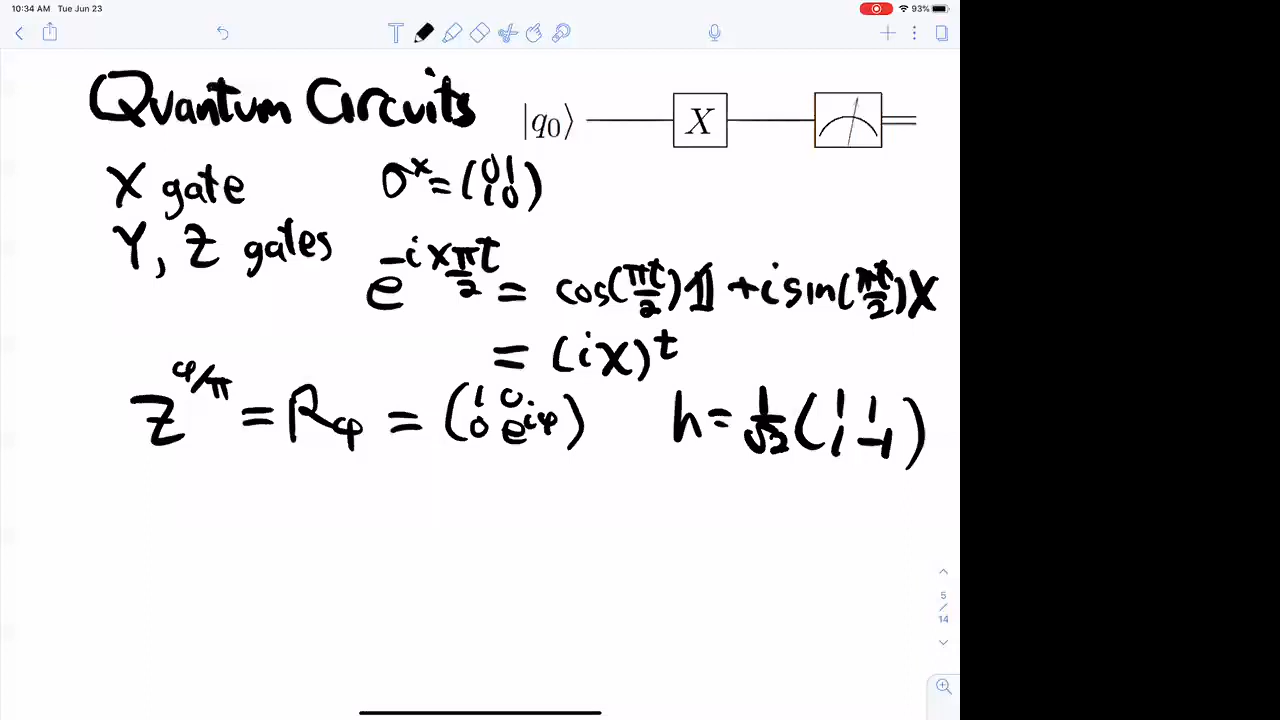 10:34 AM Tue Jun 23
93%
T
Quantum Circuits |q₀⟩ X
X gate σˣ = (0 1 1 0)
Y, Z gates
e^{-i X πt/2} = cos(πt/2)𝟙 + i sin(πt/2) X
= (iX)^t
Z^{φ/π} = R_φ = (1 0 0 e^{iφ}) h = 1/√2 (1 1 1 -1)
5
/
14